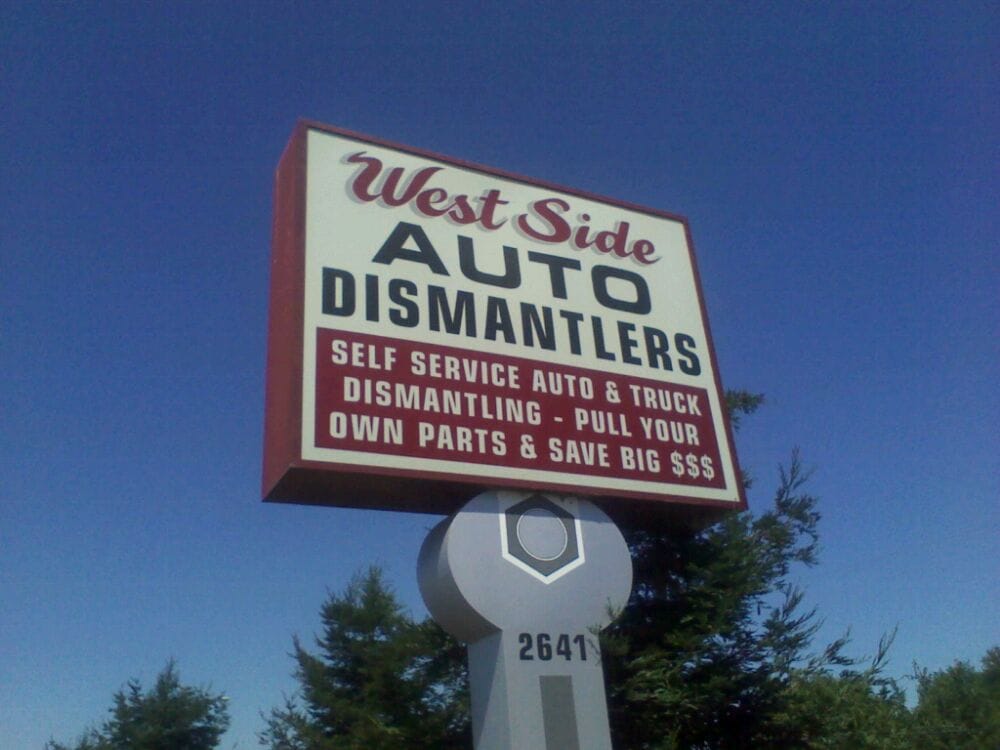 West Side
AUTO
DISMANTLERS
SELF SERVICE AUTO & TRUCK
DISMANTLING - PULL YOUR
OWN PARTS & SAVE BIG $$$
2641